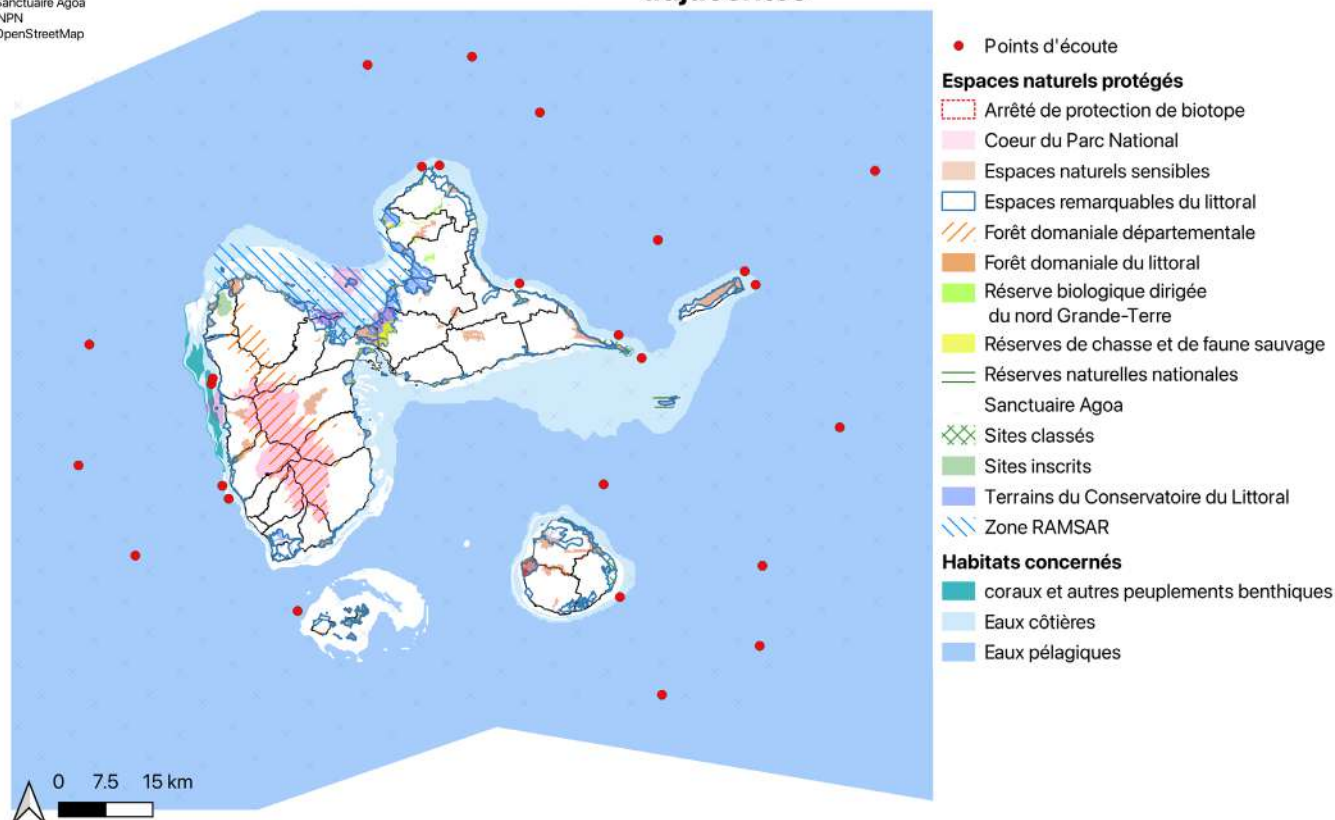 Sanctuaire Agoa
INPN
OpenStreetMap
Points d'écoute
Espaces naturels protégés
Arrêté de protection de biotope
Coeur du Parc National
Espaces naturels sensibles
Espaces remarquables du littoral
Forêt domaniale départementale
Forêt domaniale du littoral
Réserve biologique dirigée
du nord Grande-Terre
Réserves de chasse et de faune sauvage
Réserves naturelles nationales
Sanctuaire Agoa
Sites classés
Sites inscrits
Terrains du Conservatoire du Littoral
Zone RAMSAR
Habitats concernés
coraux et autres peuplements benthiques
Eaux côtières
Eaux pélagiques
0 7.5 15 km